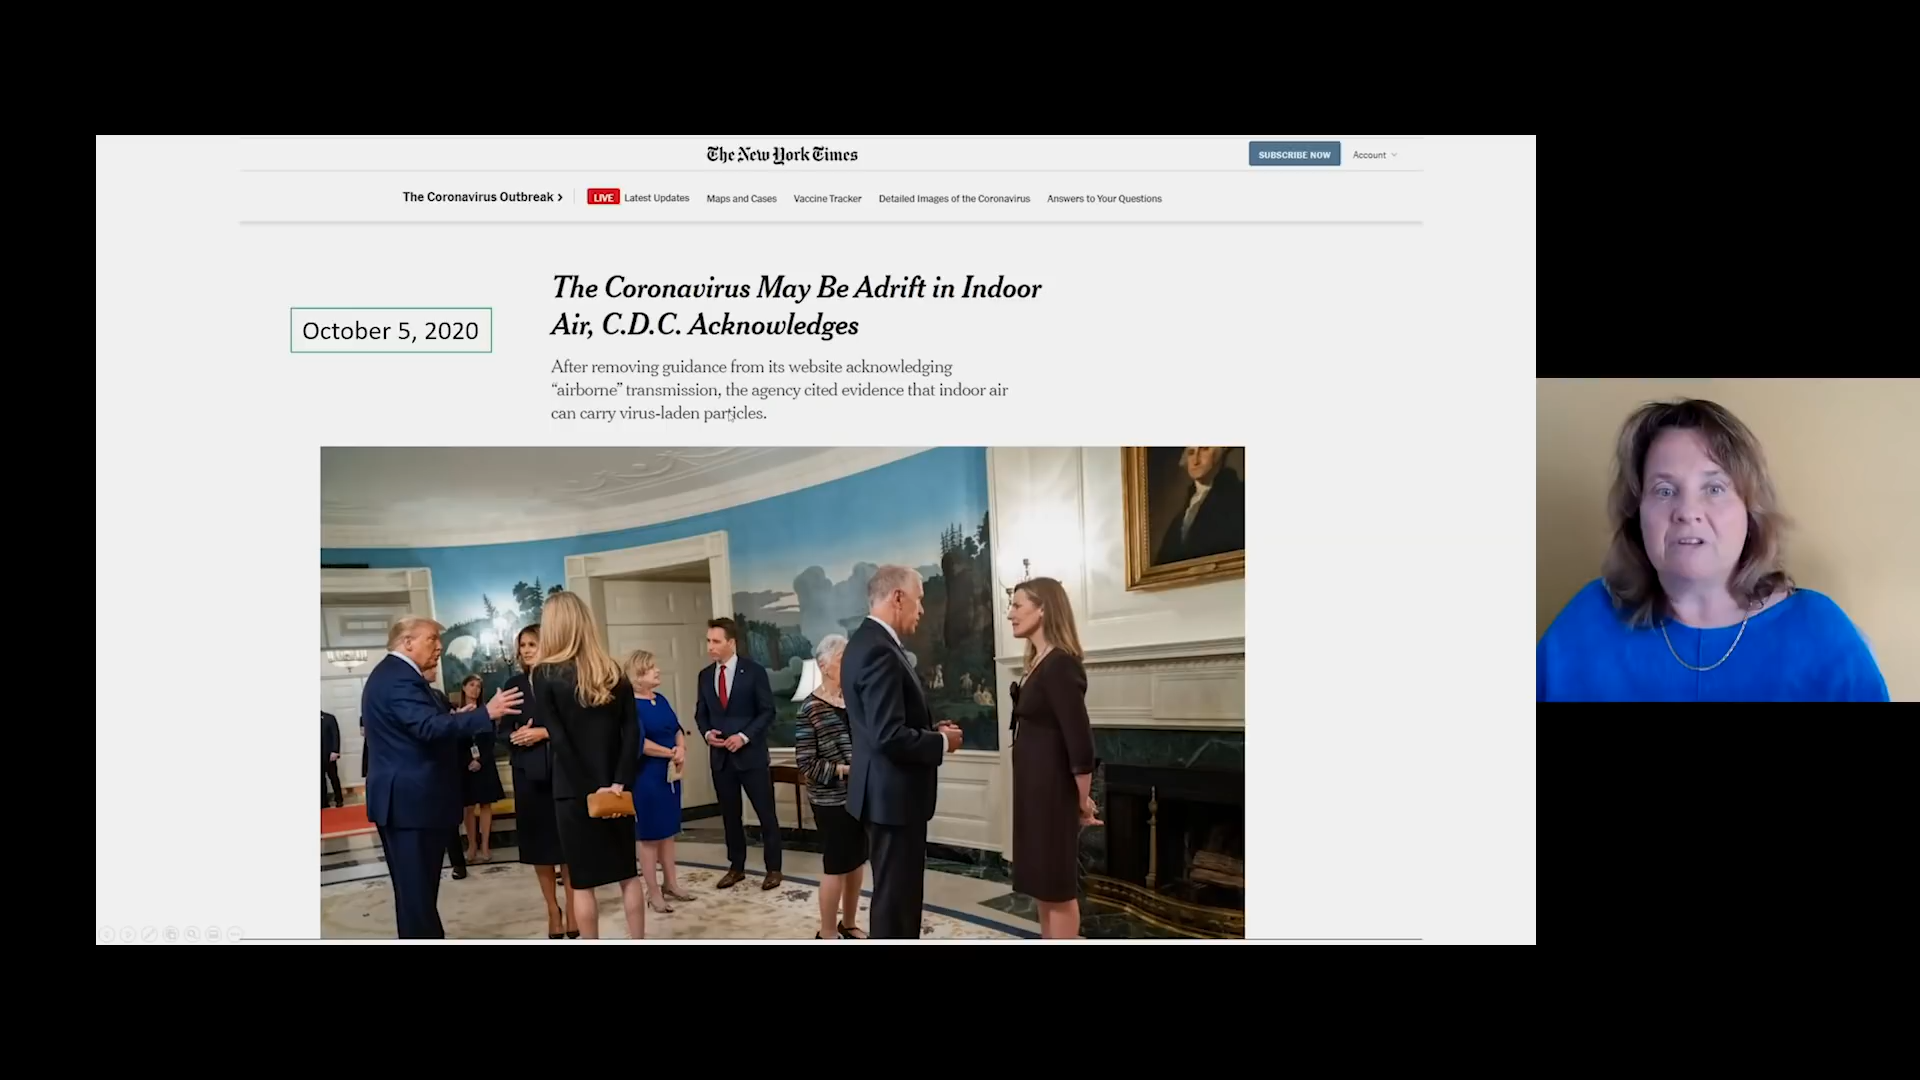 The New York Times
SUBSCRIBE NOW
Account
The Coronavirus Outbreak >
LIVE Latest Updates
Maps and Cases
Vaccine Tracker
Detailed Images of the Coronavirus
Answers to Your Questions
October 5, 2020
The Coronavirus May Be Adrift in Indoor
Air, C.D.C. Acknowledges
After removing guidance from its website acknowledging
“airborne” transmission, the agency cited evidence that indoor air
can carry virus-laden particles.